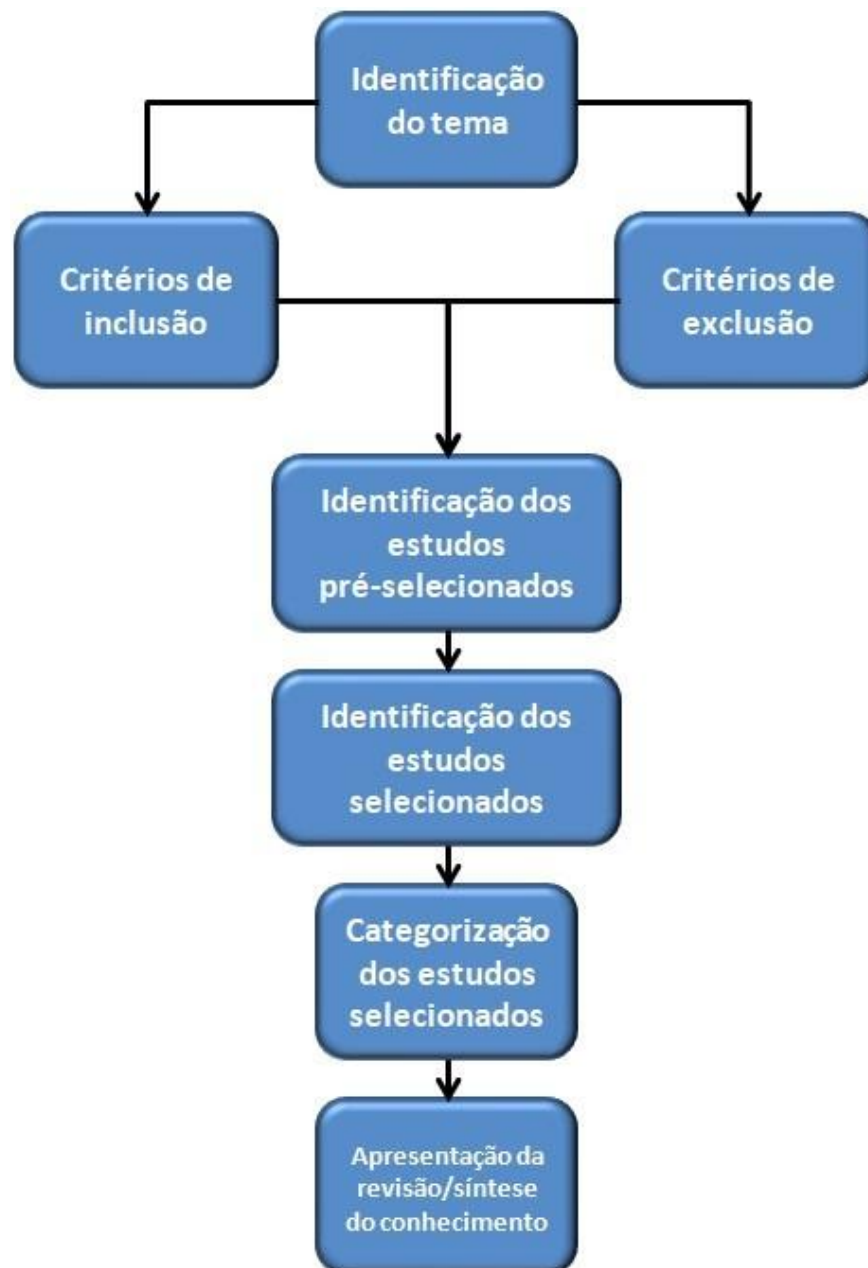 Identificação
do tema
Critérios de
inclusão
Critérios de
exclusão
Identificação dos
estudos
pré-selecionados
Identificação dos
estudos
selecionados
Categorização
dos estudos
selecionados
Apresentação da
revisão/síntese
do conhecimento